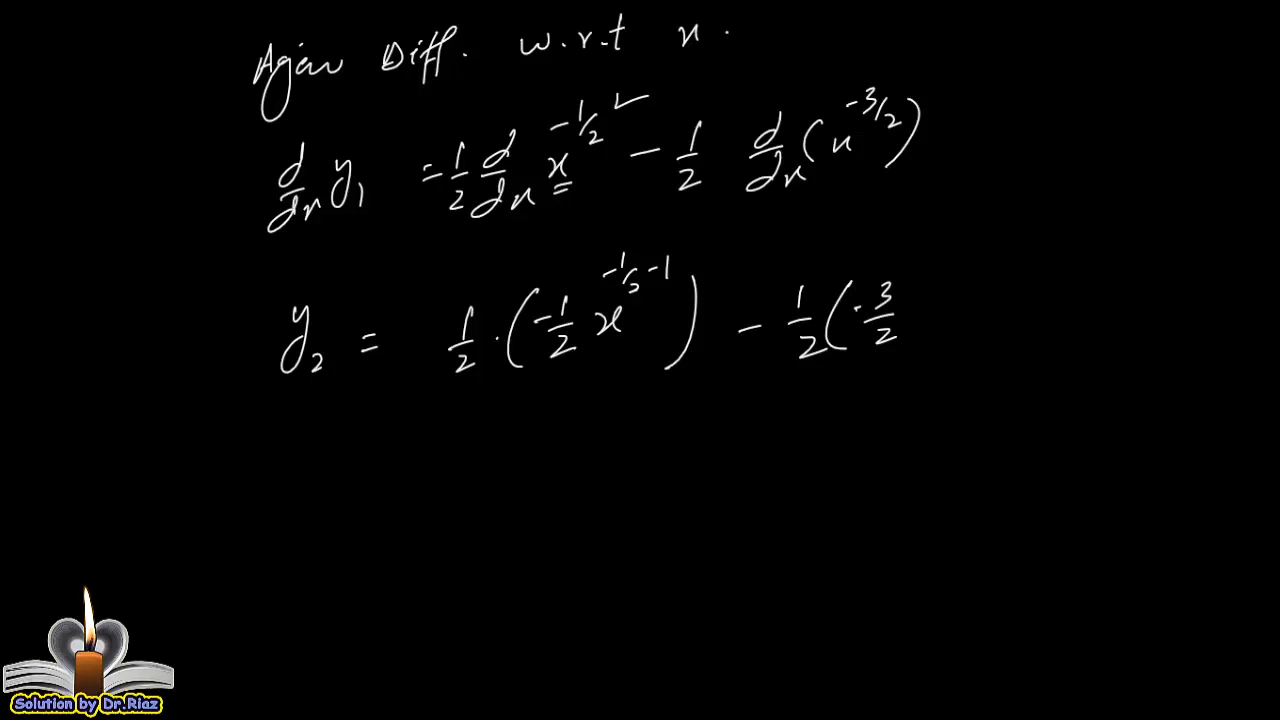 Again Diff. w.r.t x.
d/dx y₁ = 1/2 d/dx x^(-1/2) - 1/2 d/dx (x^(-3/2))
y₂ = 1/2 · (-1/2 x^(-1/2 -1)) - 1/2 (-3/2
Solution by Dr.Riaz